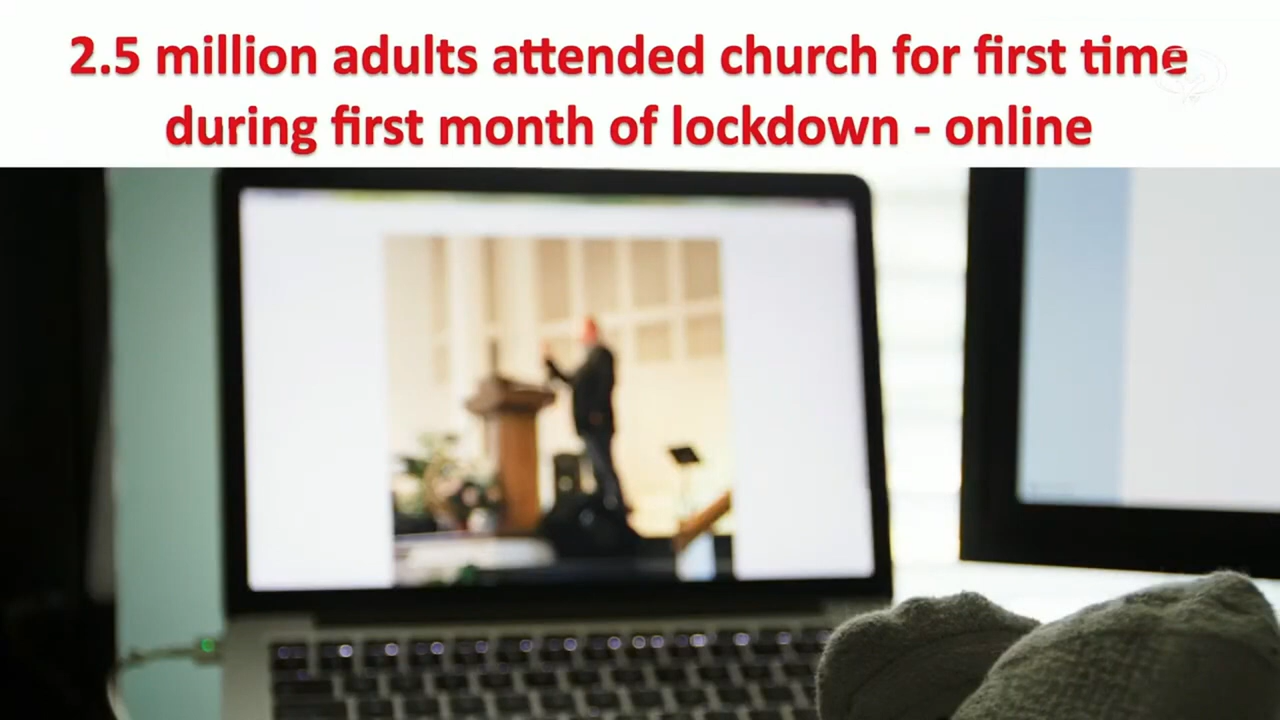 2.5 million adults attended church for first time
during first month of lockdown - online